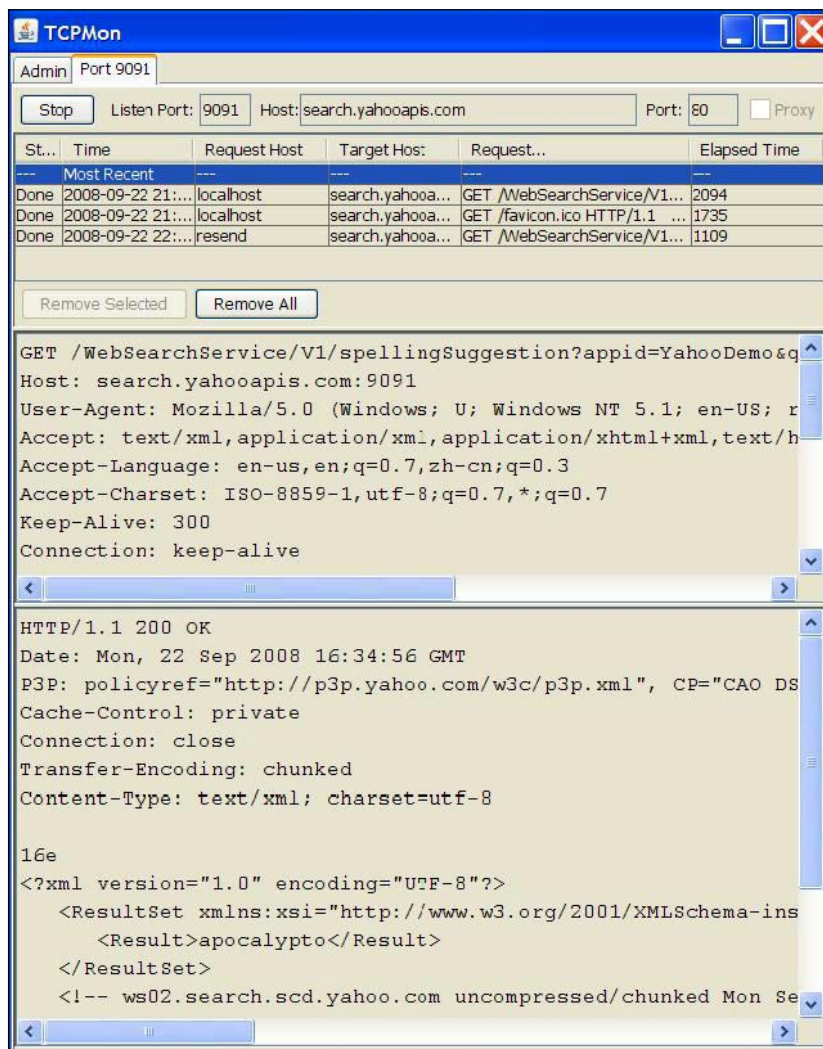 TCPMon
Admin Port 9091
Stop Listen Port: 9091 Host: search.yahooapis.com Port: 80 Proxy
St... Time Request Host Target Host Request... Elapsed Time
--- Most Recent --- --- --- ---
Done 2008-09-22 21:... localhost search.yahooa... GET /WebSearchService/V1... 2094
Done 2008-09-22 21:... localhost search.yahooa... GET /favicon.ico HTTP/1.1 ... 1735
Done 2008-09-22 22:... resend search.yahooa... GET /WebSearchService/V1... 1109
Remove Selected Remove All
GET /WebSearchService/V1/spellingSuggestion?appid=YahooDemo&q
Host: search.yahooapis.com:9091
User-Agent: Mozilla/5.0 (Windows; U; Windows NT 5.1; en-US; r
Accept: text/xml,application/xml,application/xhtml+xml,text/h
Accept-Language: en-us,en;q=0.7,zh-cn;q=0.3
Accept-Charset: ISO-8859-1,utf-8;q=0.7,*;q=0.7
Keep-Alive: 300
Connection: keep-alive
HTTP/1.1 200 OK
Date: Mon, 22 Sep 2008 16:34:56 GMT
P3P: policyref="http://p3p.yahoo.com/w3c/p3p.xml", CP="CAO DS
Cache-Control: private
Connection: close
Transfer-Encoding: chunked
Content-Type: text/xml; charset=utf-8
16e
<?xml version="1.0" encoding="UTF-8"?>
<ResultSet xmlns:xsi="http://www.w3.org/2001/XMLSchema-ins
<Result>apocalypto</Result>
</ResultSet>
<!-- ws02.search.scd.yahoo.com uncompressed/chunked Mon Se